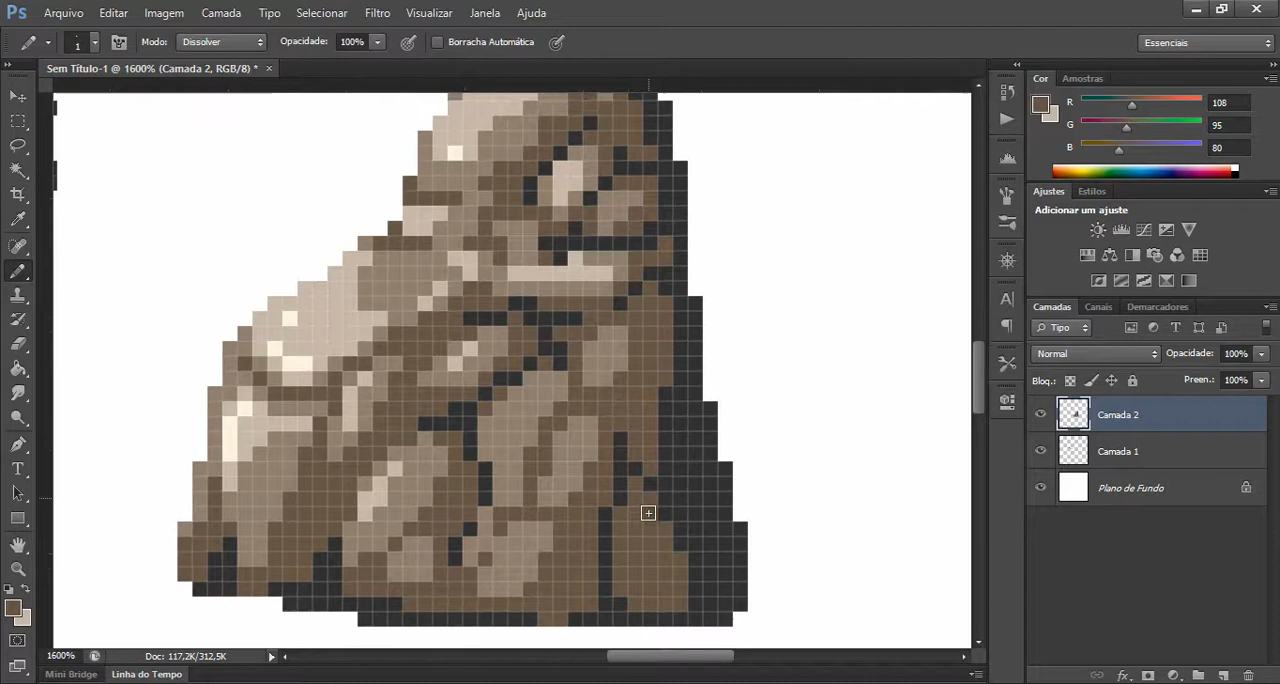 Ps Arquivo Editar Imagem Camada Tipo Selecionar Filtro Visualizar Janela Ajuda
1 Modo: Dissolver Opacidade: 100% Borracha Automática Essenciais
Sem Título-1 @ 1600% (Camada 2, RGB/8) * ×
Cor Amostras
R 108
G 95
B 80
Ajustes Estilos
Adicionar um ajuste
Camadas Canais Demarcadores
Tipo
Normal Opacidade: 100%
Bloq.: Preen.: 100%
Camada 2
Camada 1
Plano de Fundo
1600% Doc: 117,2K/312,5K
Mini Bridge Linha do Tempo